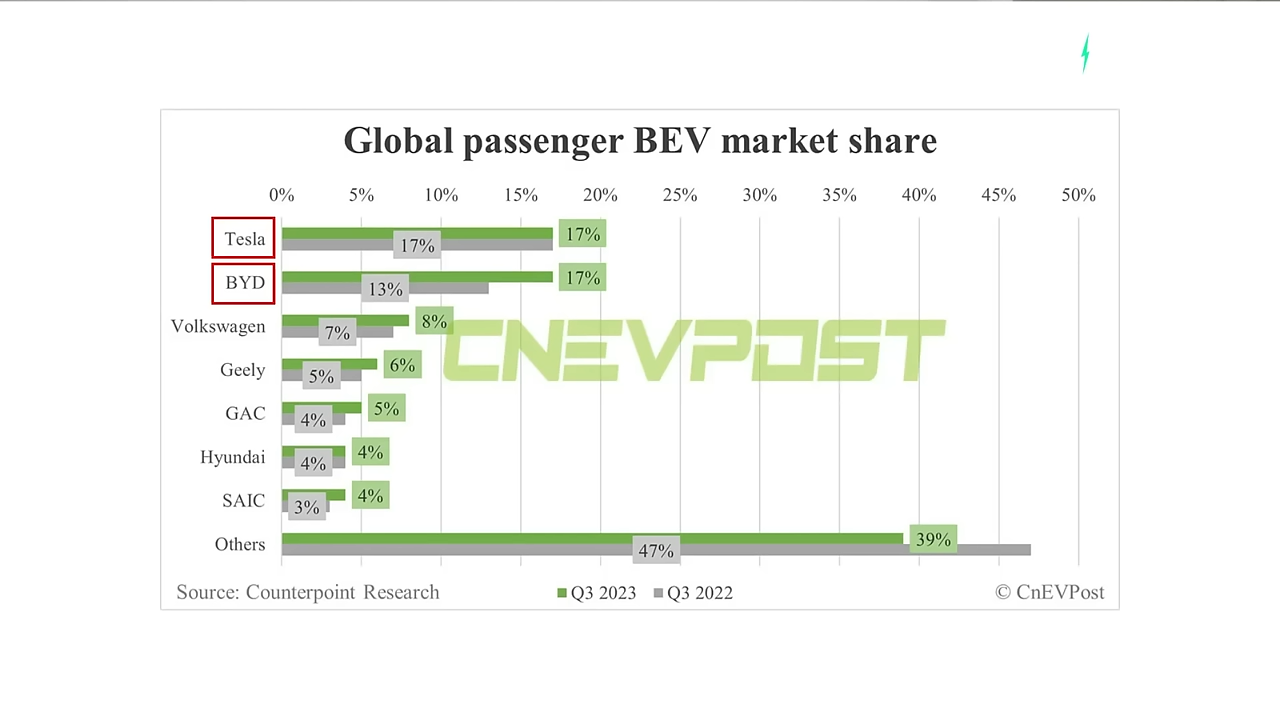 Global passenger BEV market share
0% 5% 10% 15% 20% 25% 30% 35% 40% 45% 50%
Tesla 17% 17%
BYD 17% 13%
Volkswagen 8% 7%
Geely 6% 5%
GAC 5% 4%
Hyundai 4% 4%
SAIC 4% 3%
Others 39% 47%
CNEVPOST
Source: Counterpoint Research Q3 2023 Q3 2022 © CnEVPost